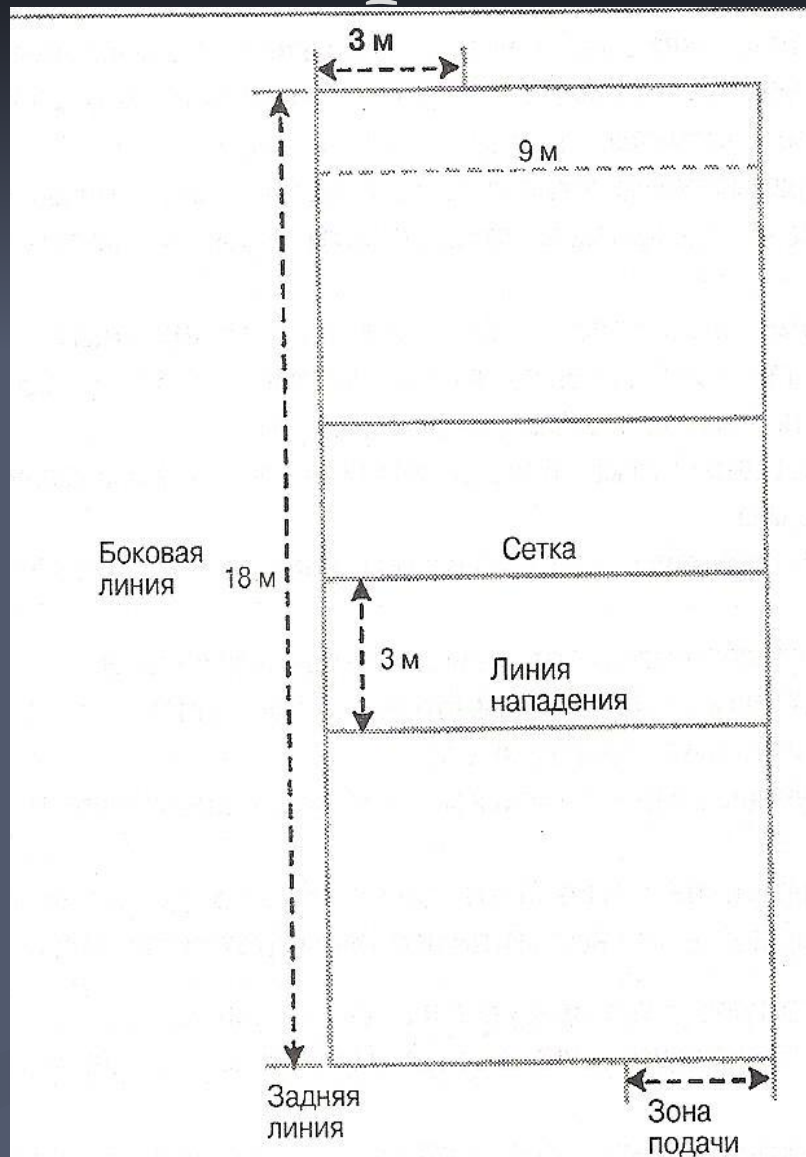 3 м
9 м
Боковая
линия
18 м
Сетка
3 м
Линия
нападения
Задняя
линия
Зона
подачи